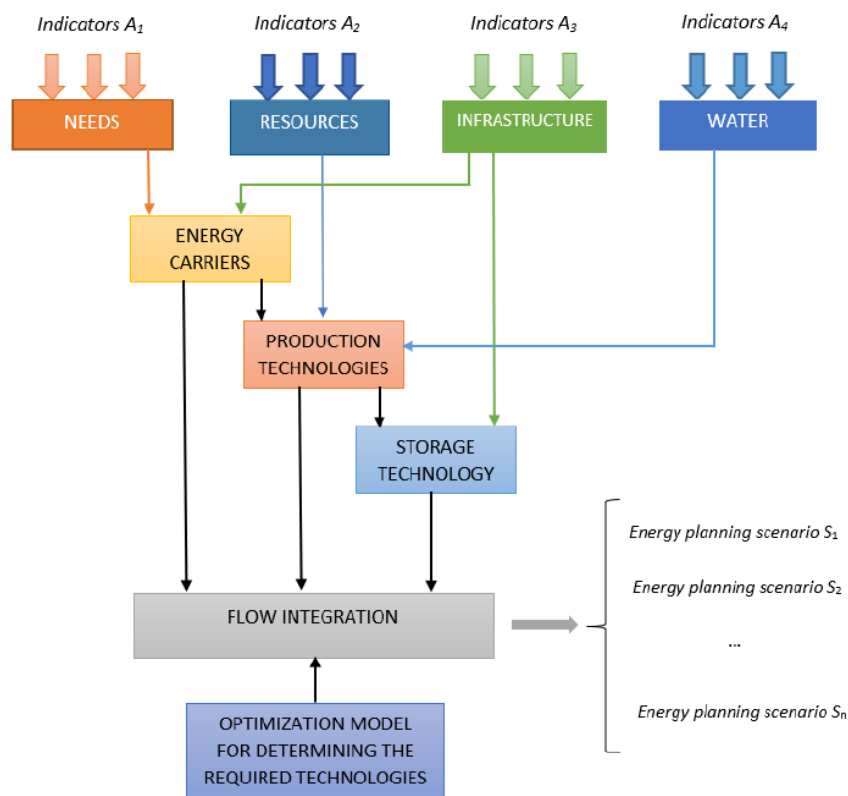 Indicators A1
Indicators A2
Indicators A3
Indicators A4
NEEDS
RESOURCES
INFRASTRUCTURE
WATER
ENERGY
CARRIERS
PRODUCTION
TECHNOLOGIES
STORAGE
TECHNOLOGY
Energy planning scenario S1
Energy planning scenario S2
...
Energy planning scenario Sn
FLOW INTEGRATION
OPTIMIZATION MODEL
FOR DETERMINING THE
REQUIRED TECHNOLOGIES